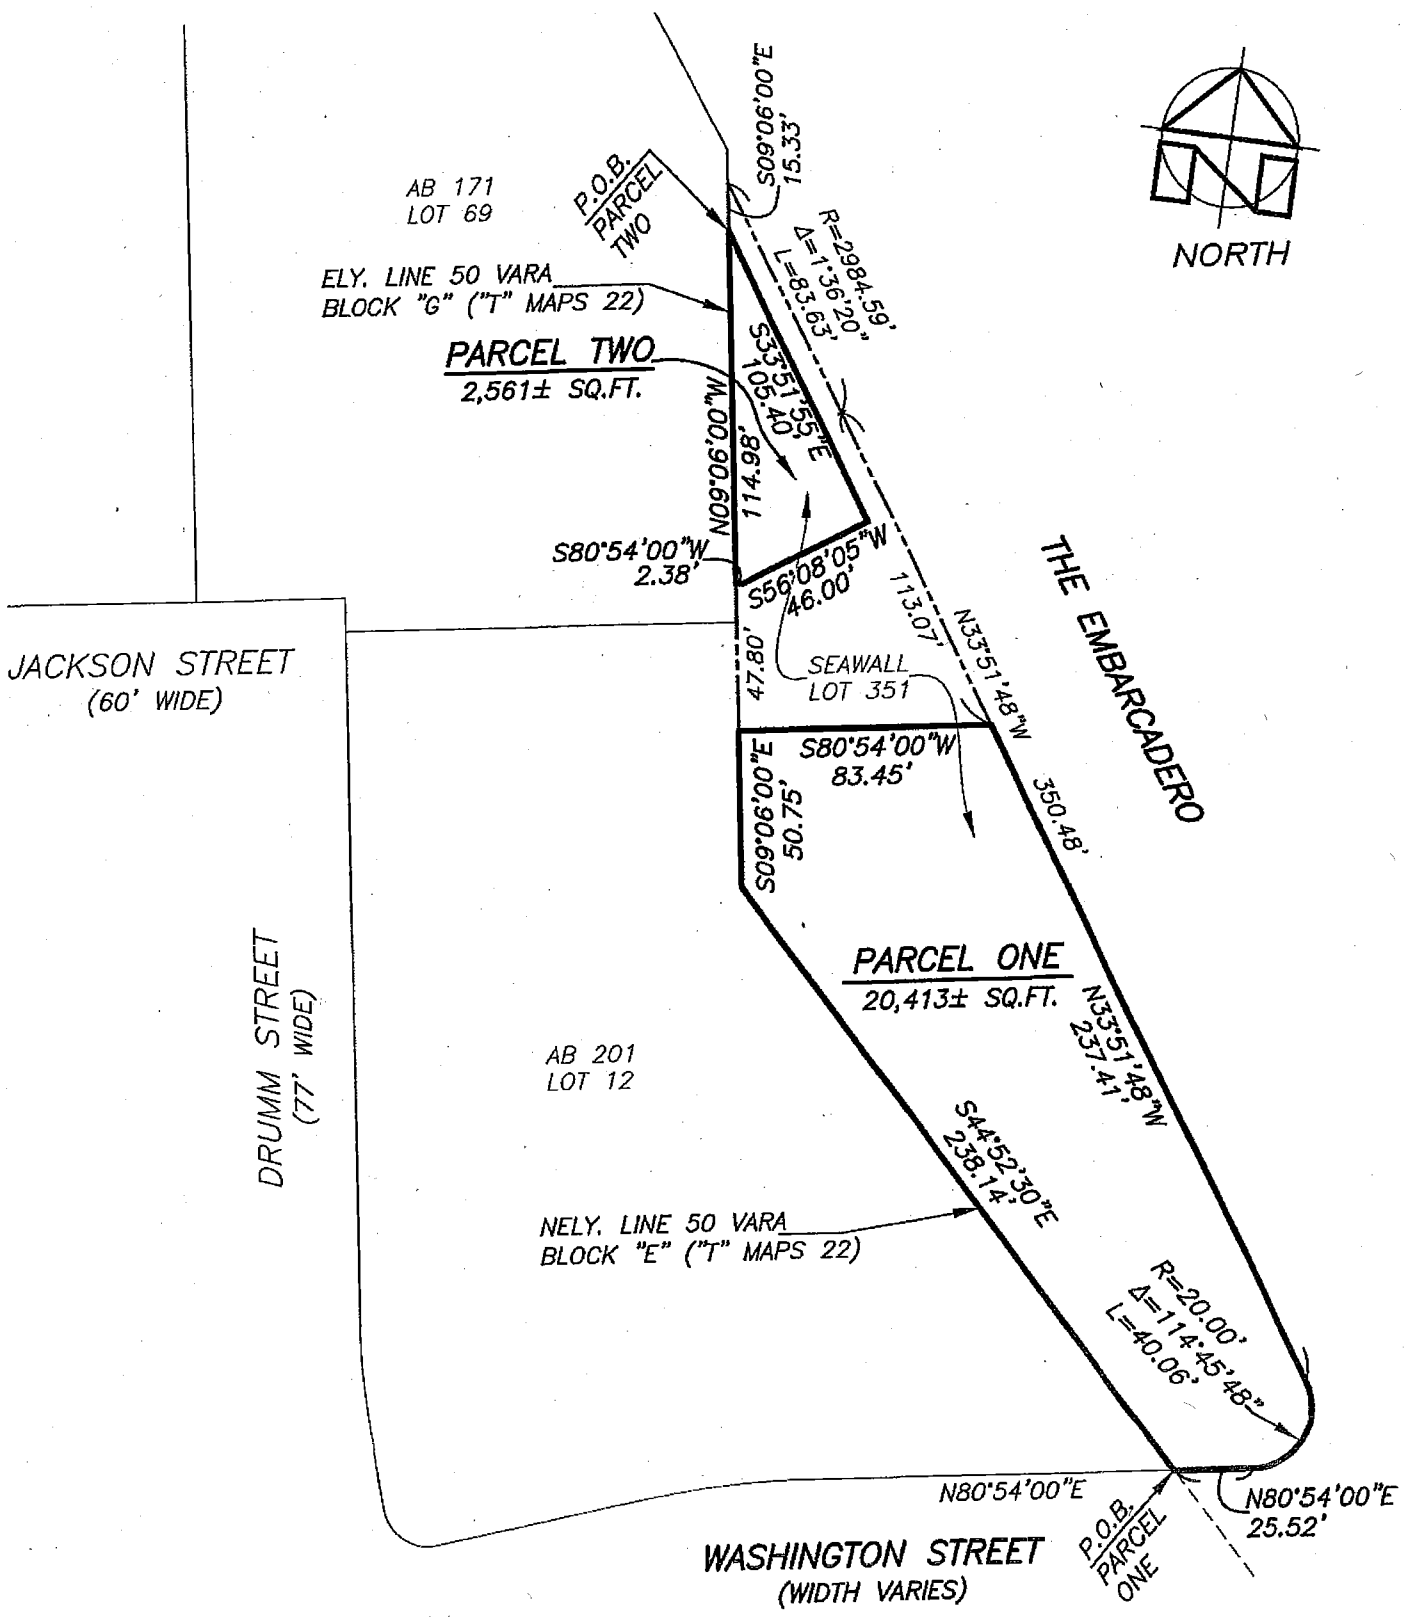 S09°06'00"E
15.33'
NORTH
AB 171
LOT 69
P.O.B.
PARCEL
TWO
R=2984.59'
Δ=1°36'20"
L=83.63'
ELY. LINE 50 VARA
BLOCK "G" ("T" MAPS 22)
PARCEL TWO
2,561± SQ.FT.
S33°51'55"E
105.40'
N09°06'00"W
114.98'
S80°54'00"W
2.38'
S56°08'05"W
46.00'
THE EMBARCADERO
113.07'
N33°51'48"W
350.48'
JACKSON STREET
(60' WIDE)
47.80'
SEAWALL
LOT 351
S80°54'00"W
83.45'
S09°06'00"E
50.75'
PARCEL ONE
20,413± SQ.FT.
N33°51'48"W
237.41'
DRUMM STREET
(77' WIDE)
AB 201
LOT 12
S44°52'30"E
238.14'
NELY. LINE 50 VARA
BLOCK "E" ("T" MAPS 22)
R=20.00'
Δ=114°45'48"
L=40.06'
N80°54'00"E
P.O.B.
PARCEL
ONE
N80°54'00"E
25.52'
WASHINGTON STREET
(WIDTH VARIES)